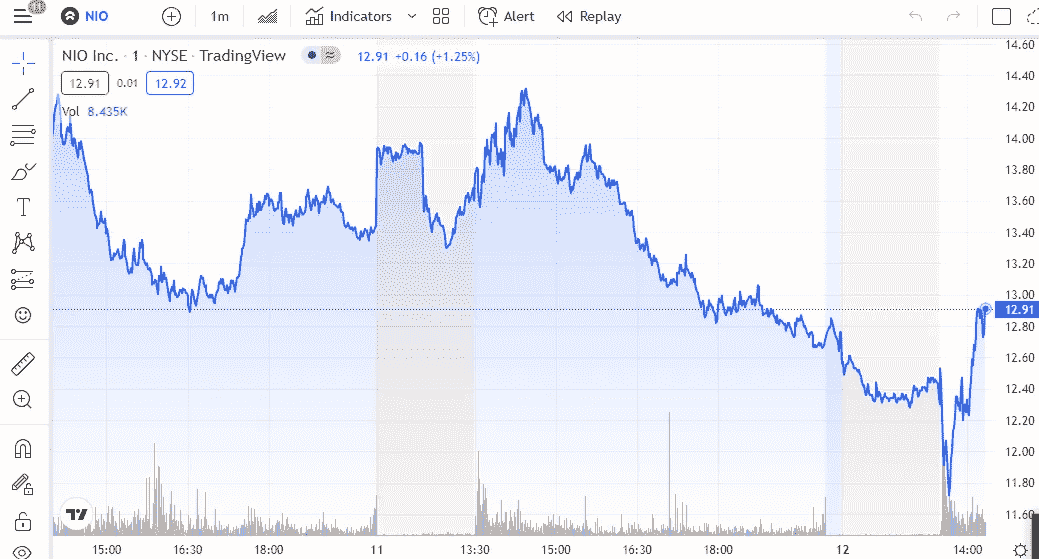 NIO 1m Indicators Alert Replay
NIO Inc. · 1 · NYSE · TradingView 12.91 +0.16 (+1.25%)
12.91 0.01 12.92
Vol 8.435K
T
14.60
14.40
14.20
14.00
13.80
13.60
13.40
13.20
13.00
12.91
12.80
12.60
12.40
12.20
12.00
11.80
11.60
15:00 16:30 18:00 11 13:30 15:00 16:30 18:00 12 14:00